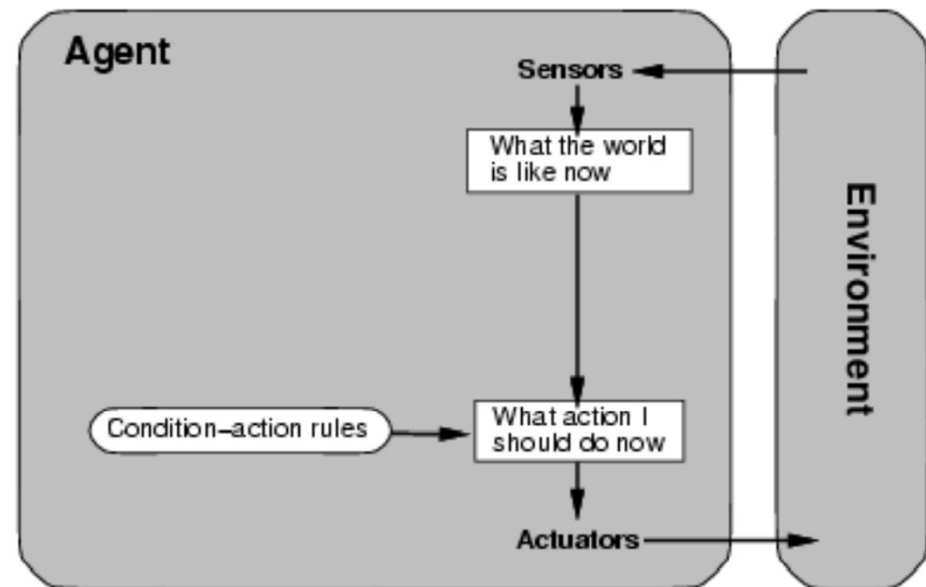 Agent
Sensors
What the world
is like now
Environment
Condition-action rules
What action I
should do now
Actuators